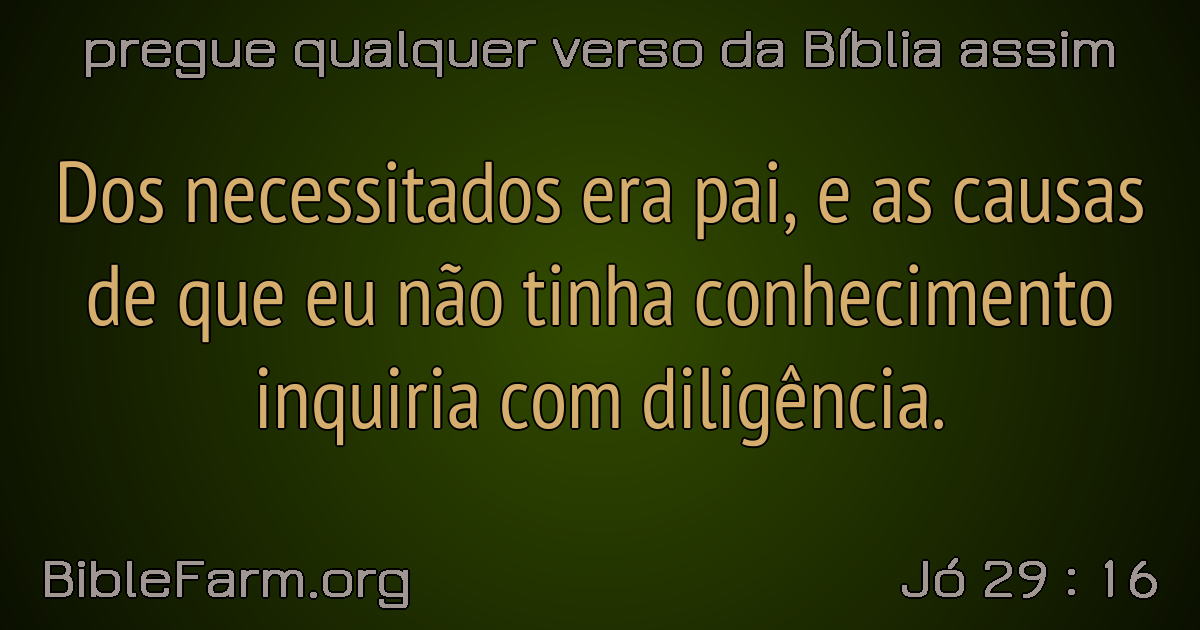 pregue qualquer verso da Bíblia assim
Dos necessitados era pai, e as causas
de que eu não tinha conhecimento
inquiria com diligência.
BibleFarm.org
Jó 29 : 16